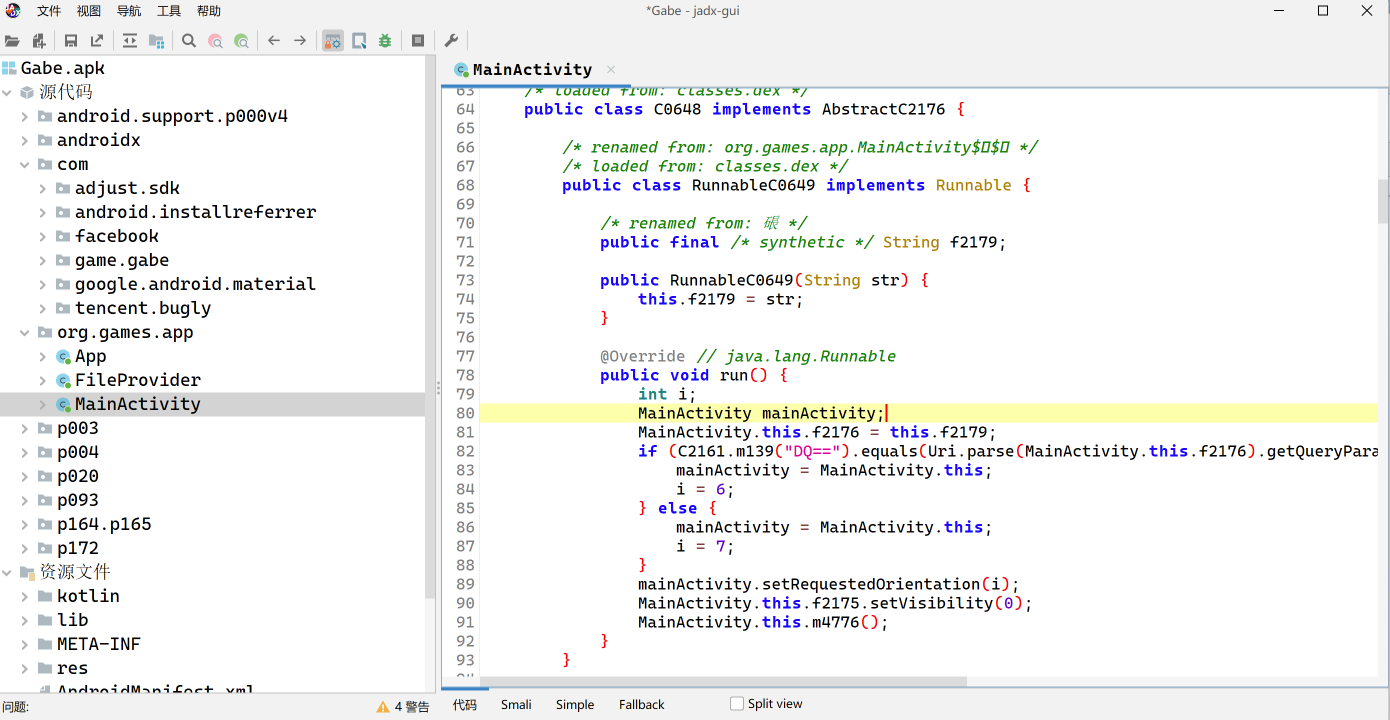 文件 视图 导航 工具 帮助
*Gabe - jadx-gui
Gabe.apk
源代码
android.support.p000v4
androidx
com
adjust.sdk
android.installreferrer
facebook
game.gabe
google.android.material
tencent.bugly
org.games.app
App
FileProvider
MainActivity
p003
p004
p020
p093
p164.p165
p172
资源文件
kotlin
lib
META-INF
res
AndroidManifest.xml
问题:
4 警告
MainActivity
63 /* loaded from: classes.dex */
64 public class C0648 implements AbstractC2176 {
65
66 /* renamed from: org.games.app.MainActivity$▯$▯ */
67 /* loaded from: classes.dex */
68 public class RunnableC0649 implements Runnable {
69
70 /* renamed from: 碾 */
71 public final /* synthetic */ String f2179;
72
73 public RunnableC0649(String str) {
74 this.f2179 = str;
75 }
76
77 @Override // java.lang.Runnable
78 public void run() {
79 int i;
80 MainActivity mainActivity;
81 MainActivity.this.f2176 = this.f2179;
82 if (C2161.m139("DQ==").equals(Uri.parse(MainActivity.this.f2176).getQueryPara
83 mainActivity = MainActivity.this;
84 i = 6;
85 } else {
86 mainActivity = MainActivity.this;
87 i = 7;
88 }
89 mainActivity.setRequestedOrientation(i);
90 MainActivity.this.f2175.setVisibility(0);
91 MainActivity.this.m4776();
92 }
93 }
代码 Smali Simple Fallback Split view